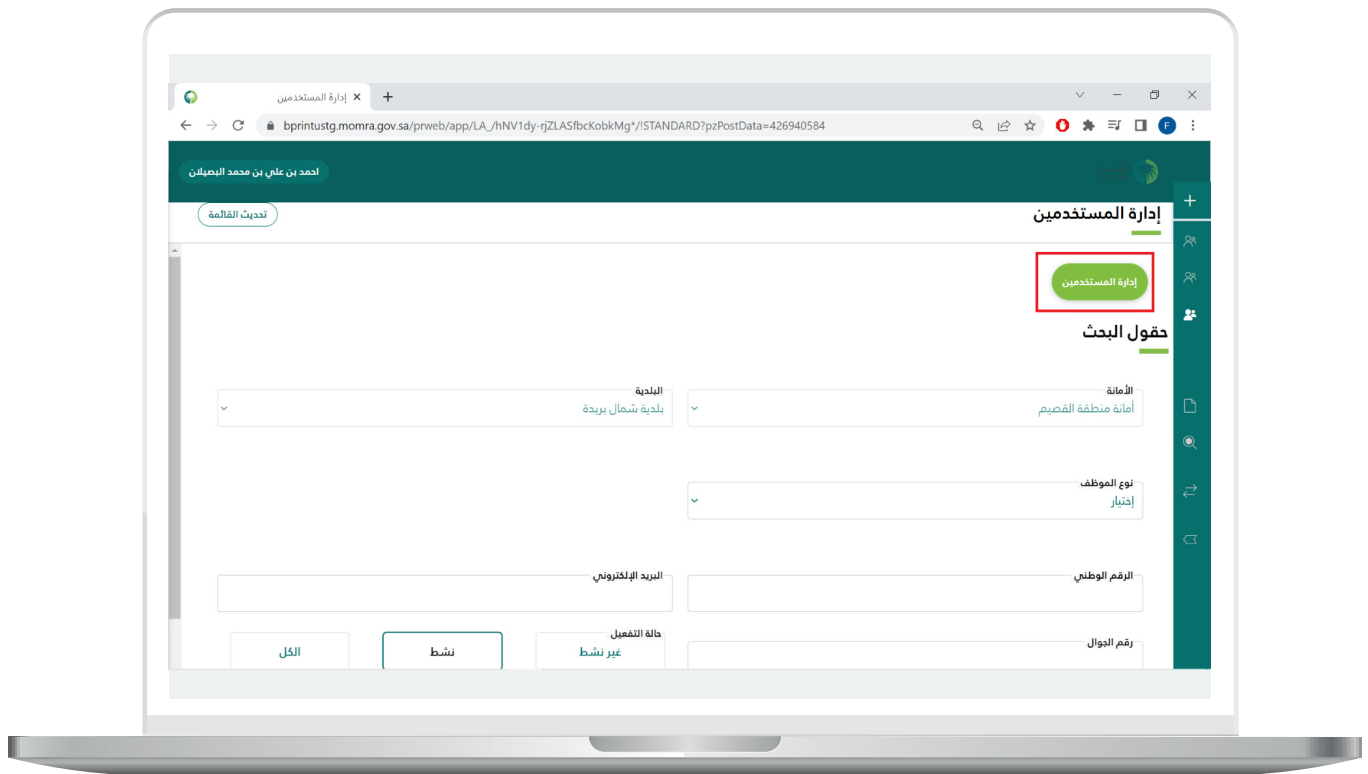 إدارة المستخدمين
bprintustg.momra.gov.sa/prweb/app/LA_/hNV1dy-rjZLASfbcKobkMg*/!STANDARD?pzPostData=426940584
F
احمد بن علي بن محمد البصيلان
إدارة المستخدمين
تحديث القائمة
إدارة المستخدمين
حقول البحث
الأمانة
أمانة منطقة القصيم
البلدية
بلدية شمال بريدة
نوع الموظف
إختيار
الرقم الوطني
البريد الإلكتروني
رقم الجوال
حالة التفعيل
غير نشط
نشط
الكل